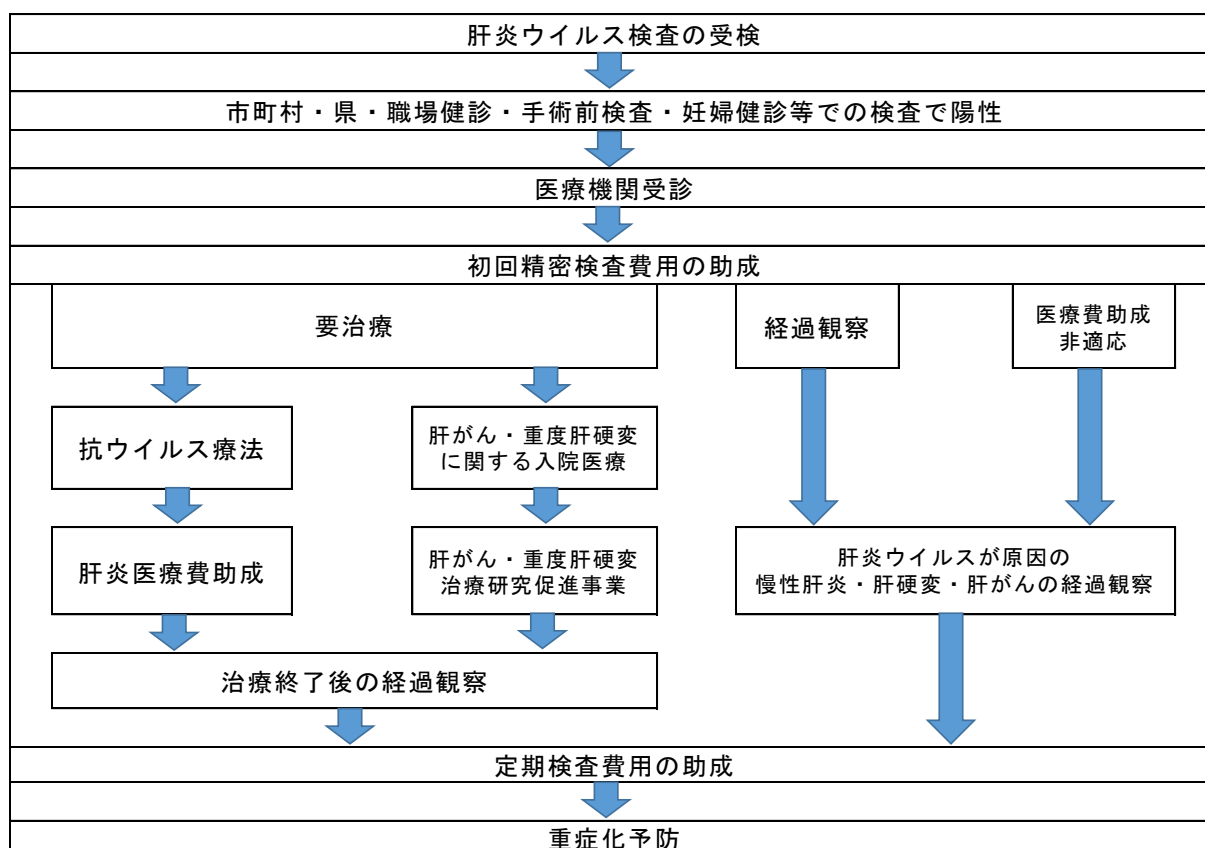 肝炎ウイルス検査の受検
市町村・県・職場健診・手術前検査・妊婦健診等での検査で陽性
医療機関受診
初回精密検査費用の助成
要治療
経過観察
医療費助成
非適応
抗ウイルス療法
肝がん・重度肝硬変
に関する入院医療
肝炎医療費助成
肝がん・重度肝硬変
治療研究促進事業
肝炎ウイルスが原因の
慢性肝炎・肝硬変・肝がんの経過観察
治療終了後の経過観察
定期検査費用の助成
重症化予防